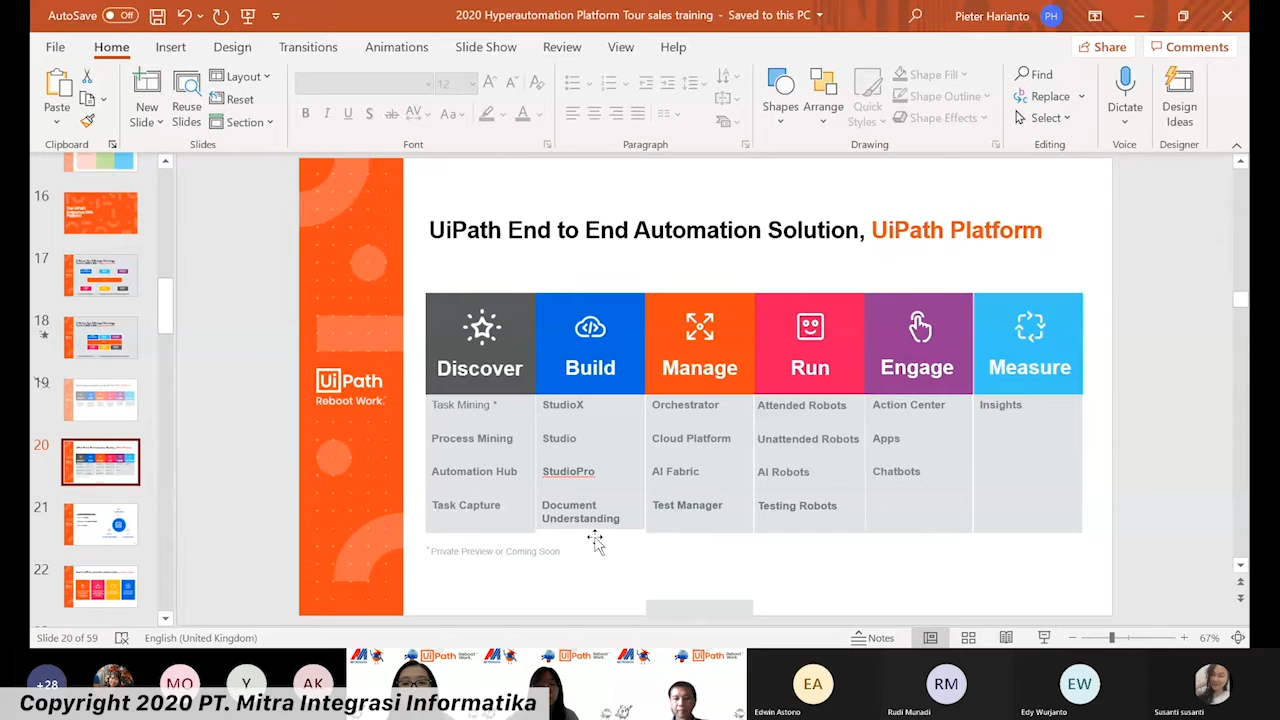 AutoSave Off
2020 Hyperautomation Platform Tour sales training - Saved to this PC
Pieter Harianto PH
File Home Insert Design Transitions Animations Slide Show Review View Help Share Comments
Paste
Clipboard
New Slide
Reuse Slides
Layout
Reset
Section
Slides
12
Font
Paragraph
Shapes
Arrange
Quick Styles
Shape Fill
Shape Outline
Shape Effects
Drawing
Find
Replace
Select
Editing
Dictate
Voice
Design Ideas
Designer
16
17
18
19
20
21
22
UiPath
Reboot Work.
UiPath End to End Automation Solution, UiPath Platform
Discover Build Manage Run Engage Measure
Task Mining * StudioX Orchestrator Attended Robots Action Center Insights
Process Mining Studio Cloud Platform Unattended Robots Apps
Automation Hub StudioPro AI Fabric AI Robots Chatbots
Task Capture Document Understanding Test Manager Testing Robots
*Private Preview or Coming Soon
Slide 20 of 59 English (United Kingdom) Notes 67%
+28 MO Y AK
UiPath UiPath UiPath
EA RM EW
Edwin Astono Rudi Munadi Edy Wurjanto Susanti susanti
Copyright 2020 PT. Mitra Integrasi Informatika